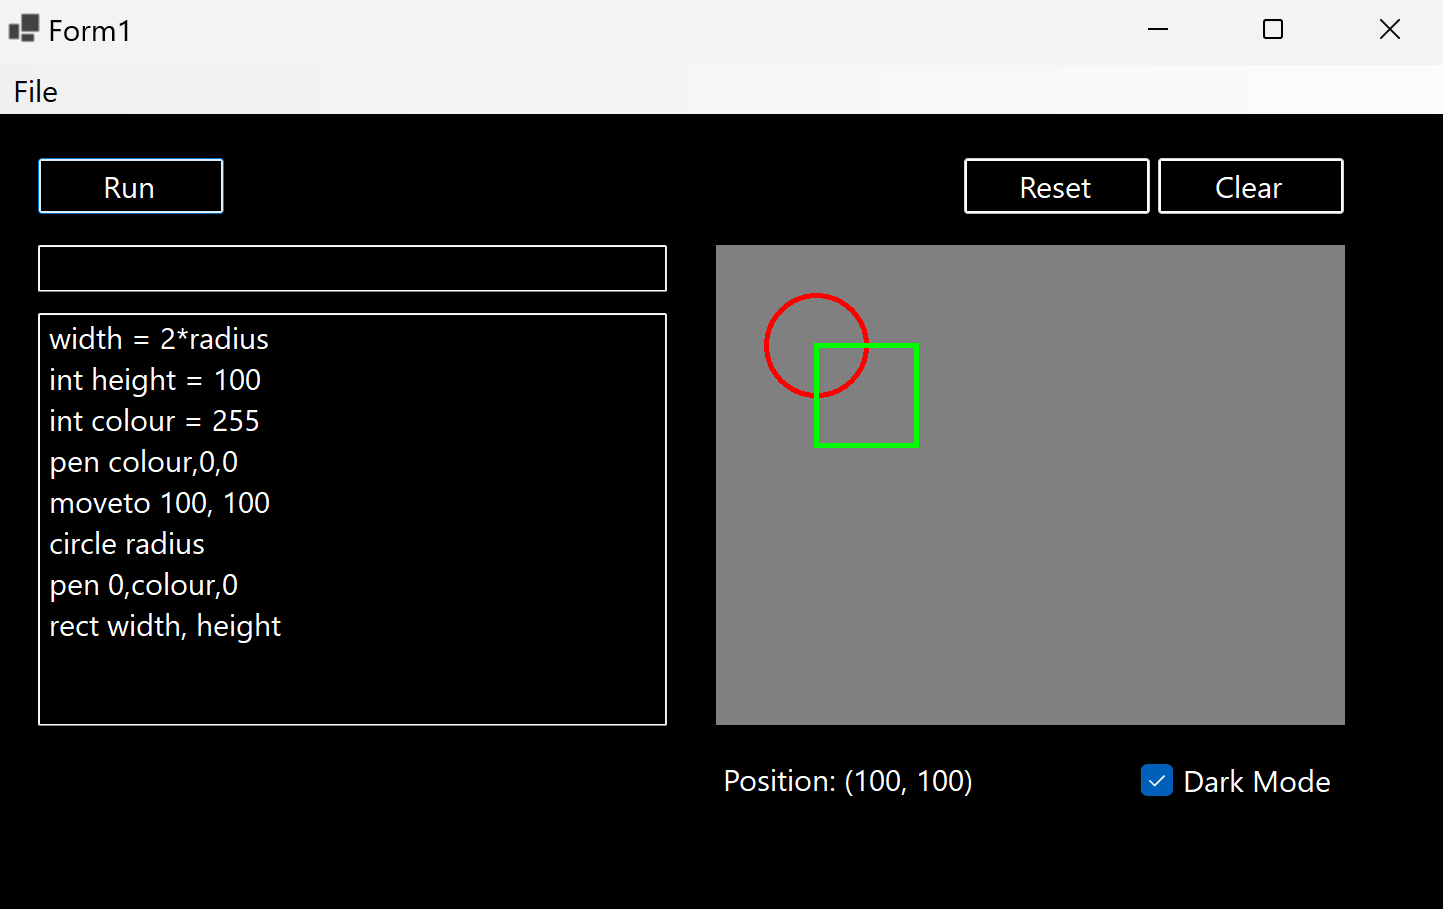 Form1
File
Run
Reset
Clear
width = 2*radius
int height = 100
int colour = 255
pen colour,0,0
moveto 100, 100
circle radius
pen 0,colour,0
rect width, height
Position: (100, 100)
Dark Mode